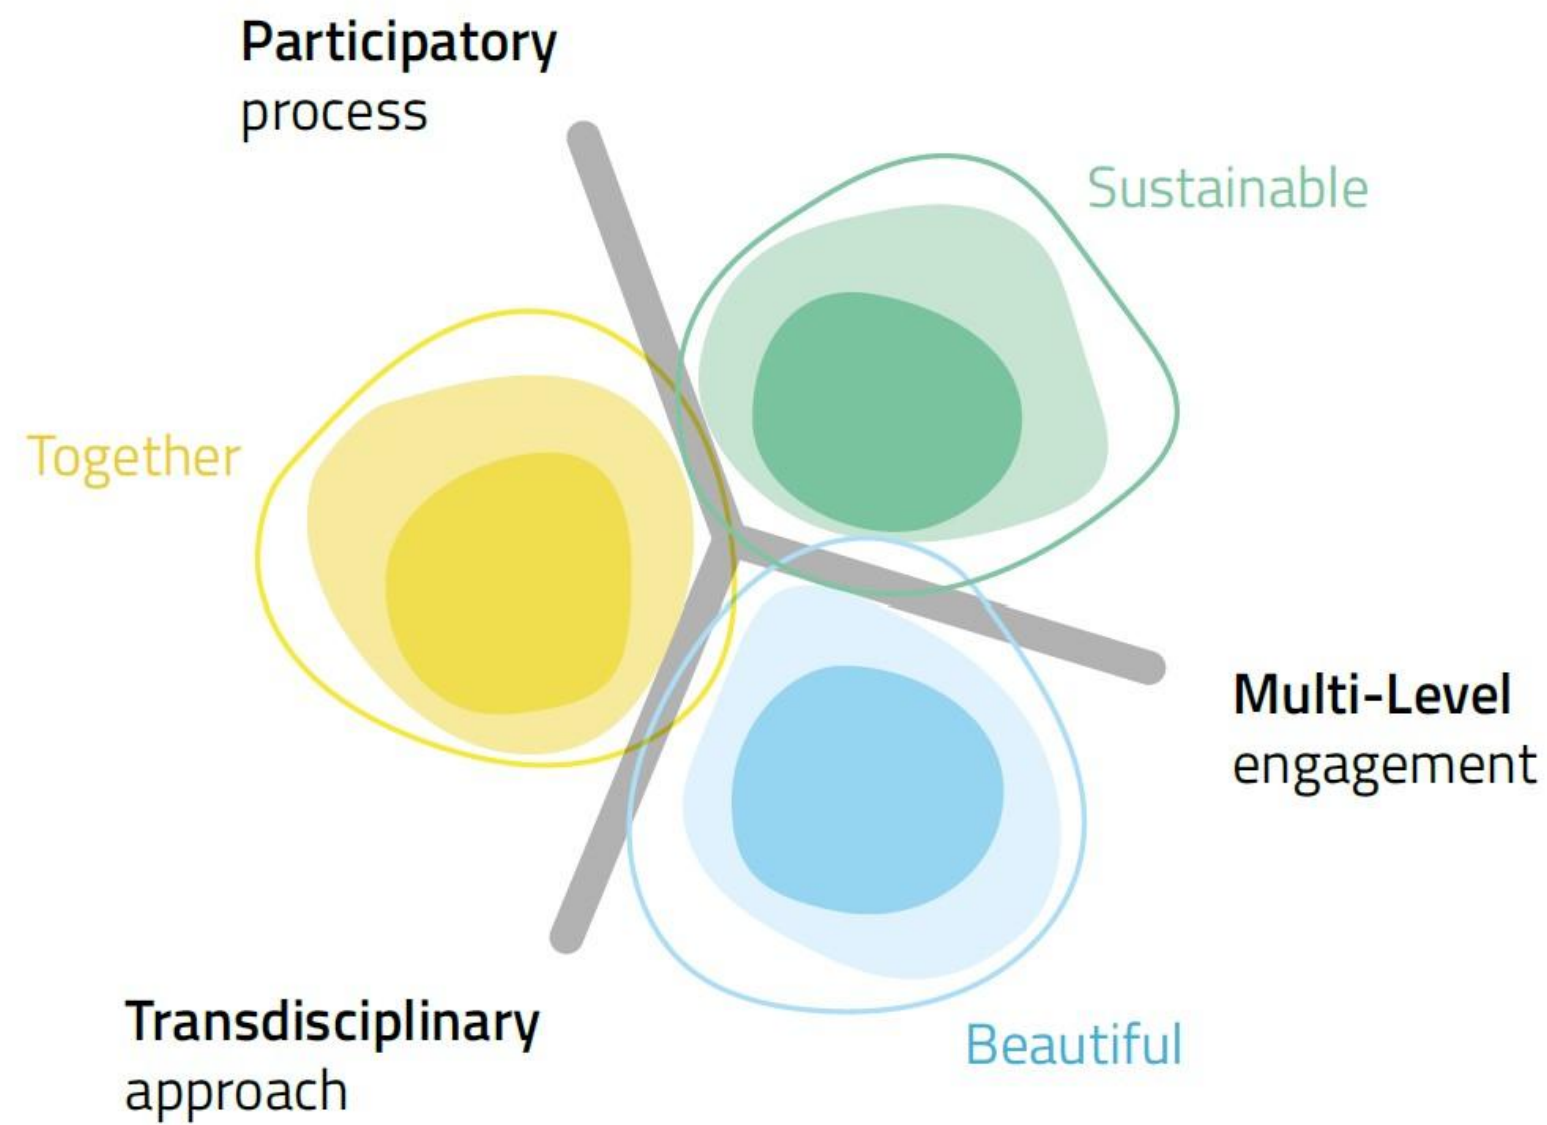 Participatory
process
Sustainable
Together
Multi-Level
engagement
Transdisciplinary
approach
Beautiful